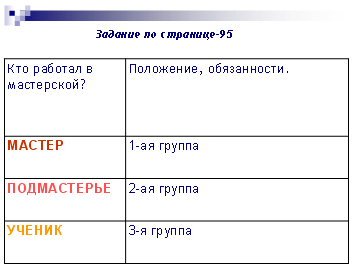 Задание по странице-95
Кто работал в
мастерской?
Положение, обязанности.
МАСТЕР
1-ая группа
ПОДМАСТЕРЬЕ
2-ая группа
УЧЕНИК
3-я группа